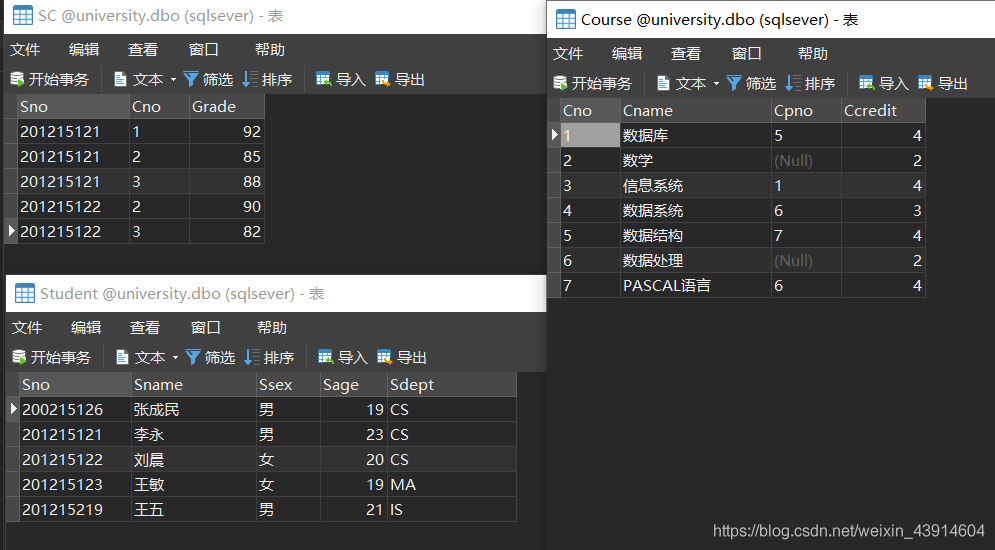 SC @university.dbo (sqlsever) - 表
文件 编辑 查看 窗口 帮助
开始事务 文本 筛选 排序 导入 导出
Sno Cno Grade
201215121 1 92
201215121 2 85
201215121 3 88
201215122 2 90
201215122 3 82
Student @university.dbo (sqlsever) - 表
文件 编辑 查看 窗口 帮助
开始事务 文本 筛选 排序 导入 导出
Sno Sname Ssex Sage Sdept
200215126 张成民 男 19 CS
201215121 李永 男 23 CS
201215122 刘晨 女 20 CS
201215123 王敏 女 19 MA
201215219 王五 男 21 IS
Course @university.dbo (sqlsever) - 表
文件 编辑 查看 窗口 帮助
开始事务 文本 筛选 排序 导入 导出
Cno Cname Cpno Ccredit
1 数据库 5 4
2 数学 (Null) 2
3 信息系统 1 4
4 数据系统 6 3
5 数据结构 7 4
6 数据处理 (Null) 2
7 PASCAL语言 6 4
https://blog.csdn.net/weixin_43914604